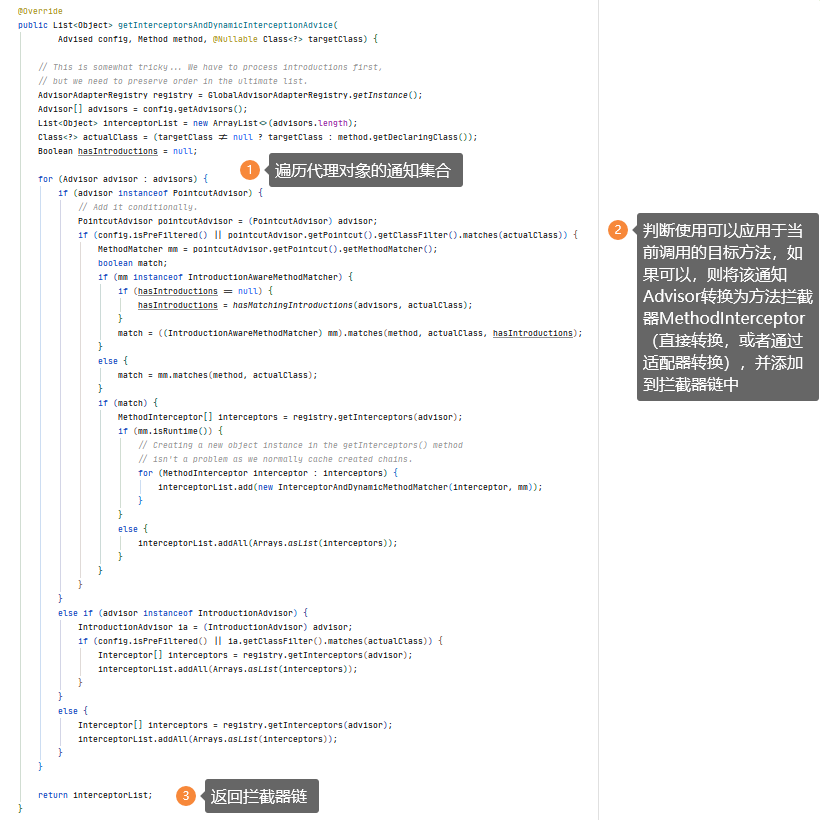 @Override
public List<Object> getInterceptorsAndDynamicInterceptionAdvice(
        Advised config, Method method, @Nullable Class<?> targetClass) {

    // This is somewhat tricky... We have to process introductions first,
    // but we need to preserve order in the ultimate list.
    AdvisorAdapterRegistry registry = GlobalAdvisorAdapterRegistry.getInstance();
    Advisor[] advisors = config.getAdvisors();
    List<Object> interceptorList = new ArrayList<>(advisors.length);
    Class<?> actualClass = (targetClass != null ? targetClass : method.getDeclaringClass());
    Boolean hasIntroductions = null;

1 遍历代理对象的通知集合
    for (Advisor advisor : advisors) {
        if (advisor instanceof PointcutAdvisor) {
            // Add it conditionally.
            PointcutAdvisor pointcutAdvisor = (PointcutAdvisor) advisor;
            if (config.isPreFiltered() || pointcutAdvisor.getPointcut().getClassFilter().matches(actualClass)) {
                MethodMatcher mm = pointcutAdvisor.getPointcut().getMethodMatcher();
                boolean match;
                if (mm instanceof IntroductionAwareMethodMatcher) {
                    if (hasIntroductions == null) {
                        hasIntroductions = hasMatchingIntroductions(advisors, actualClass);
                    }
                    match = ((IntroductionAwareMethodMatcher) mm).matches(method, actualClass, hasIntroductions);
                }
                else {
                    match = mm.matches(method, actualClass);
                }
                if (match) {
                    MethodInterceptor[] interceptors = registry.getInterceptors(advisor);
                    if (mm.isRuntime()) {
                        // Creating a new object instance in the getInterceptors() method
                        // isn't a problem as we normally cache created chains.
                        for (MethodInterceptor interceptor : interceptors) {
                            interceptorList.add(new InterceptorAndDynamicMethodMatcher(interceptor, mm));
                        }
                    }
                    else {
                        interceptorList.addAll(Arrays.asList(interceptors));
                    }
                }
            }
        }
        else if (advisor instanceof IntroductionAdvisor) {
            IntroductionAdvisor ia = (IntroductionAdvisor) advisor;
            if (config.isPreFiltered() || ia.getClassFilter().matches(actualClass)) {
                Interceptor[] interceptors = registry.getInterceptors(advisor);
                interceptorList.addAll(Arrays.asList(interceptors));
            }
        }
        else {
            Interceptor[] interceptors = registry.getInterceptors(advisor);
            interceptorList.addAll(Arrays.asList(interceptors));
        }
    }

    return interceptorList;
3 返回拦截器链
}
2 判断使用可以应用于当
前调用的目标方法，如
果可以，则将该通知
Advisor转换为方法拦截
器MethodInterceptor
（直接转换，或者通过
适配器转换），并添加
到拦截器链中